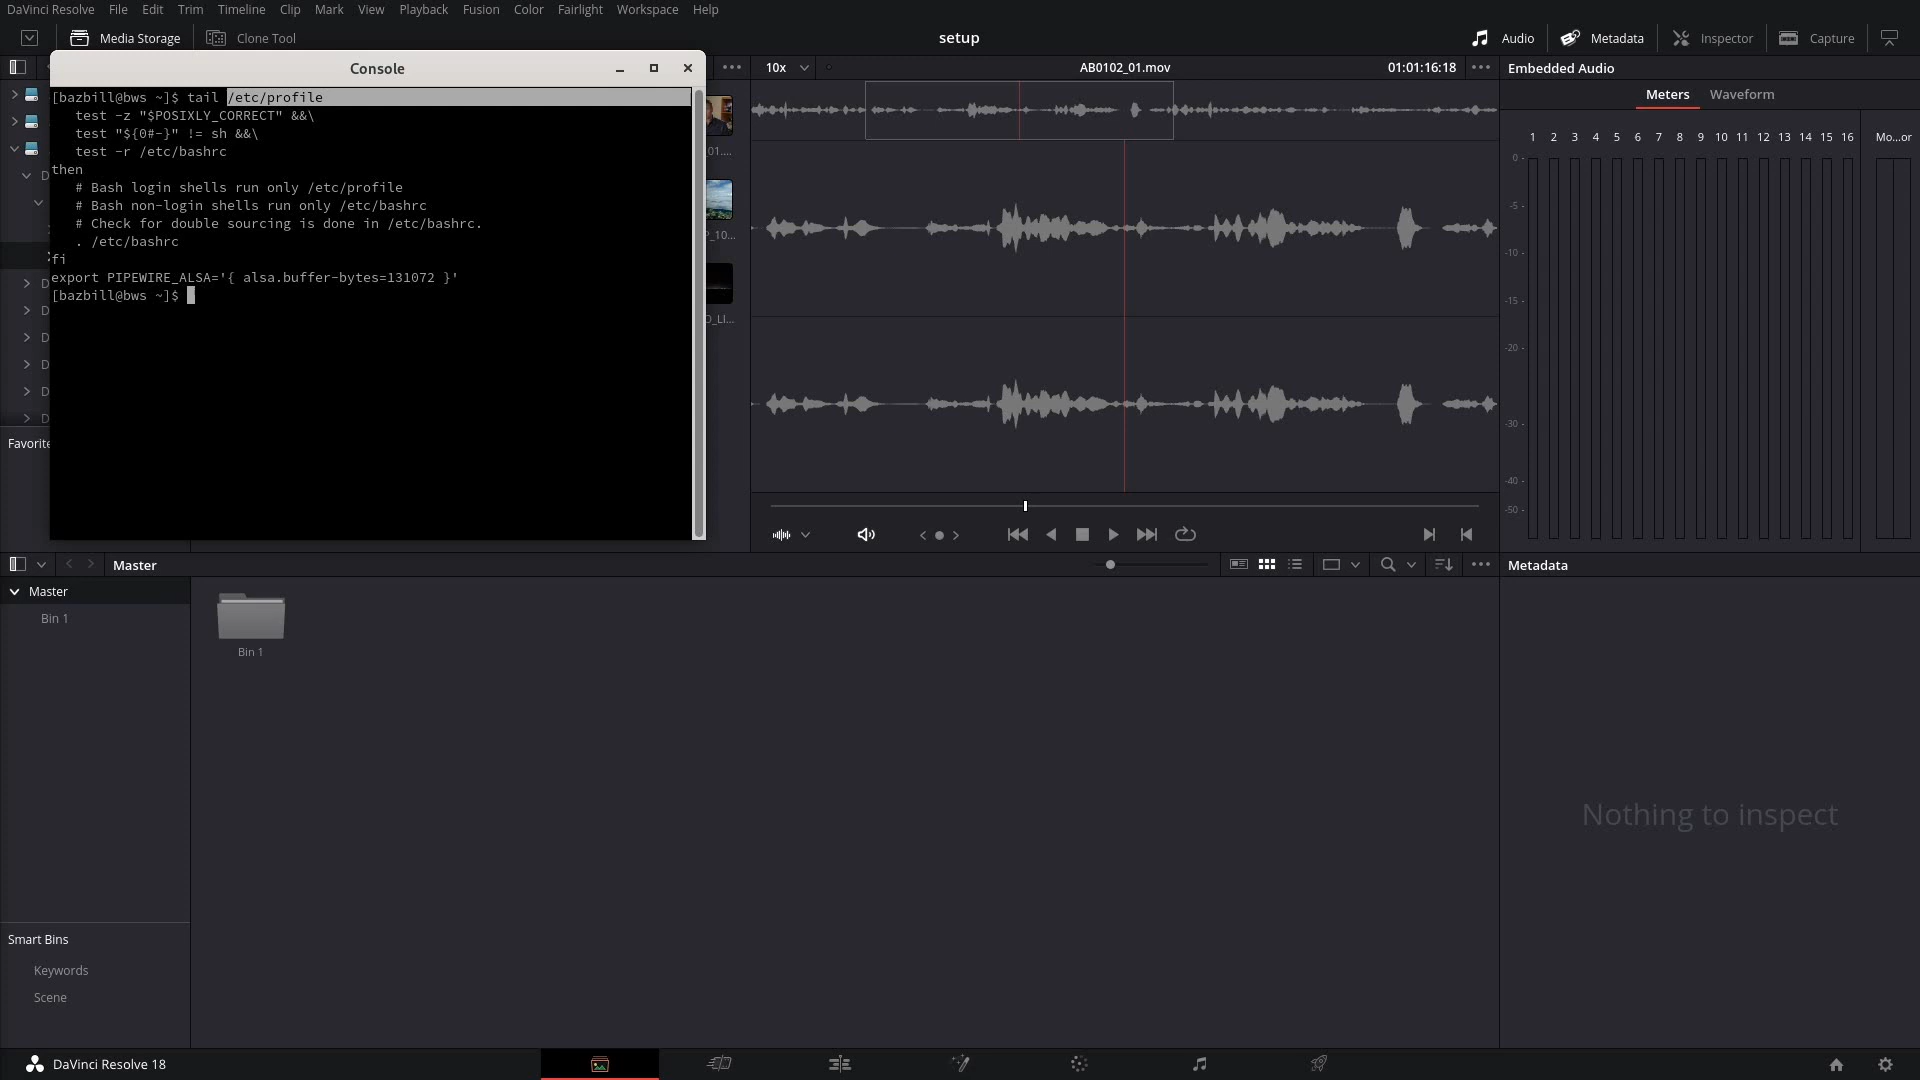 DaVinci Resolve File Edit Trim Timeline Clip Mark View Playback Fusion Color Fairlight Workspace Help
Media Storage Clone Tool setup Audio Metadata Inspector Capture
Console
[bazbill@bws ~]$ tail /etc/profile
test -z "$POSIXLY_CORRECT" &&\
test "${0#-}" != sh &&\
test -r /etc/bashrc
then
# Bash login shells run only /etc/profile
# Bash non-login shells run only /etc/bashrc
# Check for double sourcing is done in /etc/bashrc.
. /etc/bashrc
fi
export PIPEWIRE_ALSA='{ alsa.buffer-bytes=131072 }'
[bazbill@bws ~]$
D
D
D
D
D
D
D
Favorite
_01....
P_10...
O_LI...
10x AB0102_01.mov 01:01:16:18
Embedded Audio
Meters Waveform
1 2 3 4 5 6 7 8 9 10 11 12 13 14 15 16 Mo...or
0 -
-5 -
-10 -
-15 -
-20 -
-30 -
-40 -
-50 -
Master
Master
Bin 1
Bin 1
Smart Bins
Keywords
Scene
Metadata
Nothing to inspect
DaVinci Resolve 18